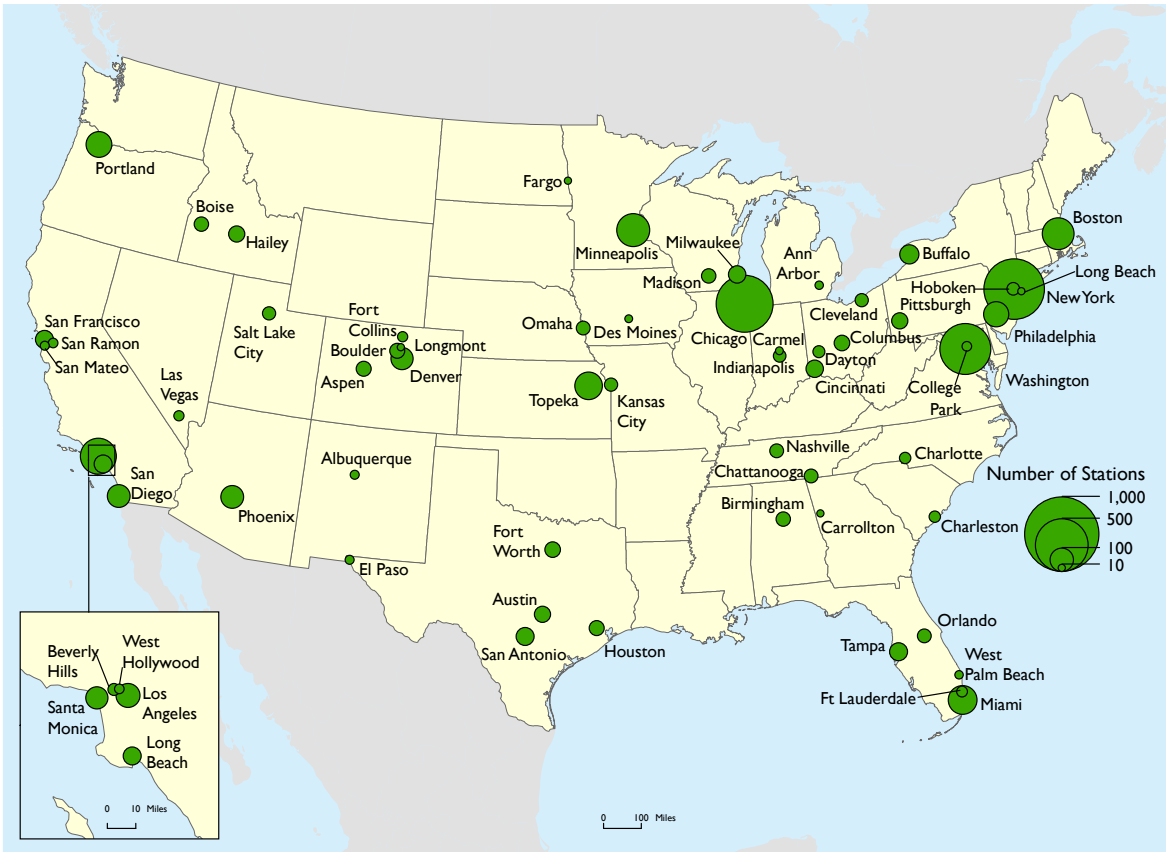 Portland
Boise
Hailey
Fargo
Minneapolis
Milwaukee
Madison
Ann
Arbor
Buffalo
Boston
Long Beach
Hoboken
New York
Pittsburgh
Philadelphia
Cleveland
Columbus
Chicago
Carmel
Indianapolis
Dayton
Cincinnati
College
Park
Washington
San Francisco
San Ramon
San Mateo
Salt Lake
City
Fort
Collins
Longmont
Boulder
Denver
Aspen
Omaha
Des Moines
Topeka
Kansas
City
Las
Vegas
San
Diego
Phoenix
Albuquerque
El Paso
Nashville
Chattanooga
Charlotte
Birmingham
Carrollton
Charleston
Fort
Worth
Austin
San Antonio
Houston
Orlando
Tampa
West
Palm Beach
Ft Lauderdale
Miami
Number of Stations
1,000
500
100
10
Beverly
Hills
West
Hollywood
Santa
Monica
Los
Angeles
Long
Beach
0 10 Miles
0 100 Miles